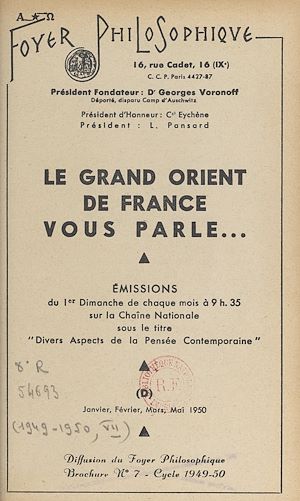 A ★ Ω
FOYER PHILOSOPHIQUE
16, rue Cadet, 16 (IXᵉ)
C. C. P. Paris 4427-87
Président Fondateur : Dʳ Georges Voronoff
Déporté, disparu Camp d'Auschwitz
Président d'Honneur : Cᵉˡ Eychène
Président : L. Ponsard
LE GRAND ORIENT
DE FRANCE
VOUS PARLE...
▲
ÉMISSIONS
du 1ᵉʳ Dimanche de chaque mois à 9 h. 35
sur la Chaîne Nationale
sous le titre
"Divers Aspects de la Pensée Contemporaine"
▲
8° R
54693
(1949-1950, VII)
R.F.
(D)
Janvier, Février, Mars, Mai 1950
▲
Diffusion du Foyer Philosophique
Brochure N° 7 - Cycle 1949-50